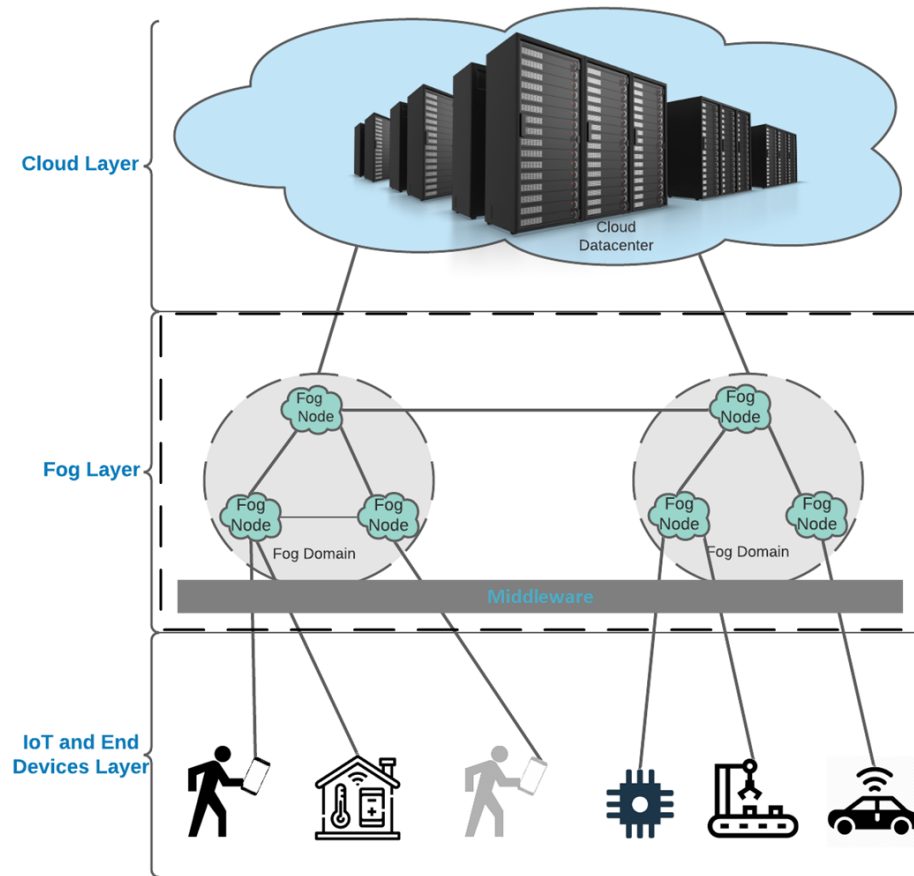 Cloud Layer
Cloud
Datacenter
Fog Layer
Fog
Node
Fog
Node
Fog
Node
Fog
Node
Fog
Node
Fog
Node
Fog Domain
Fog Domain
Middleware
IoT and End
Devices Layer